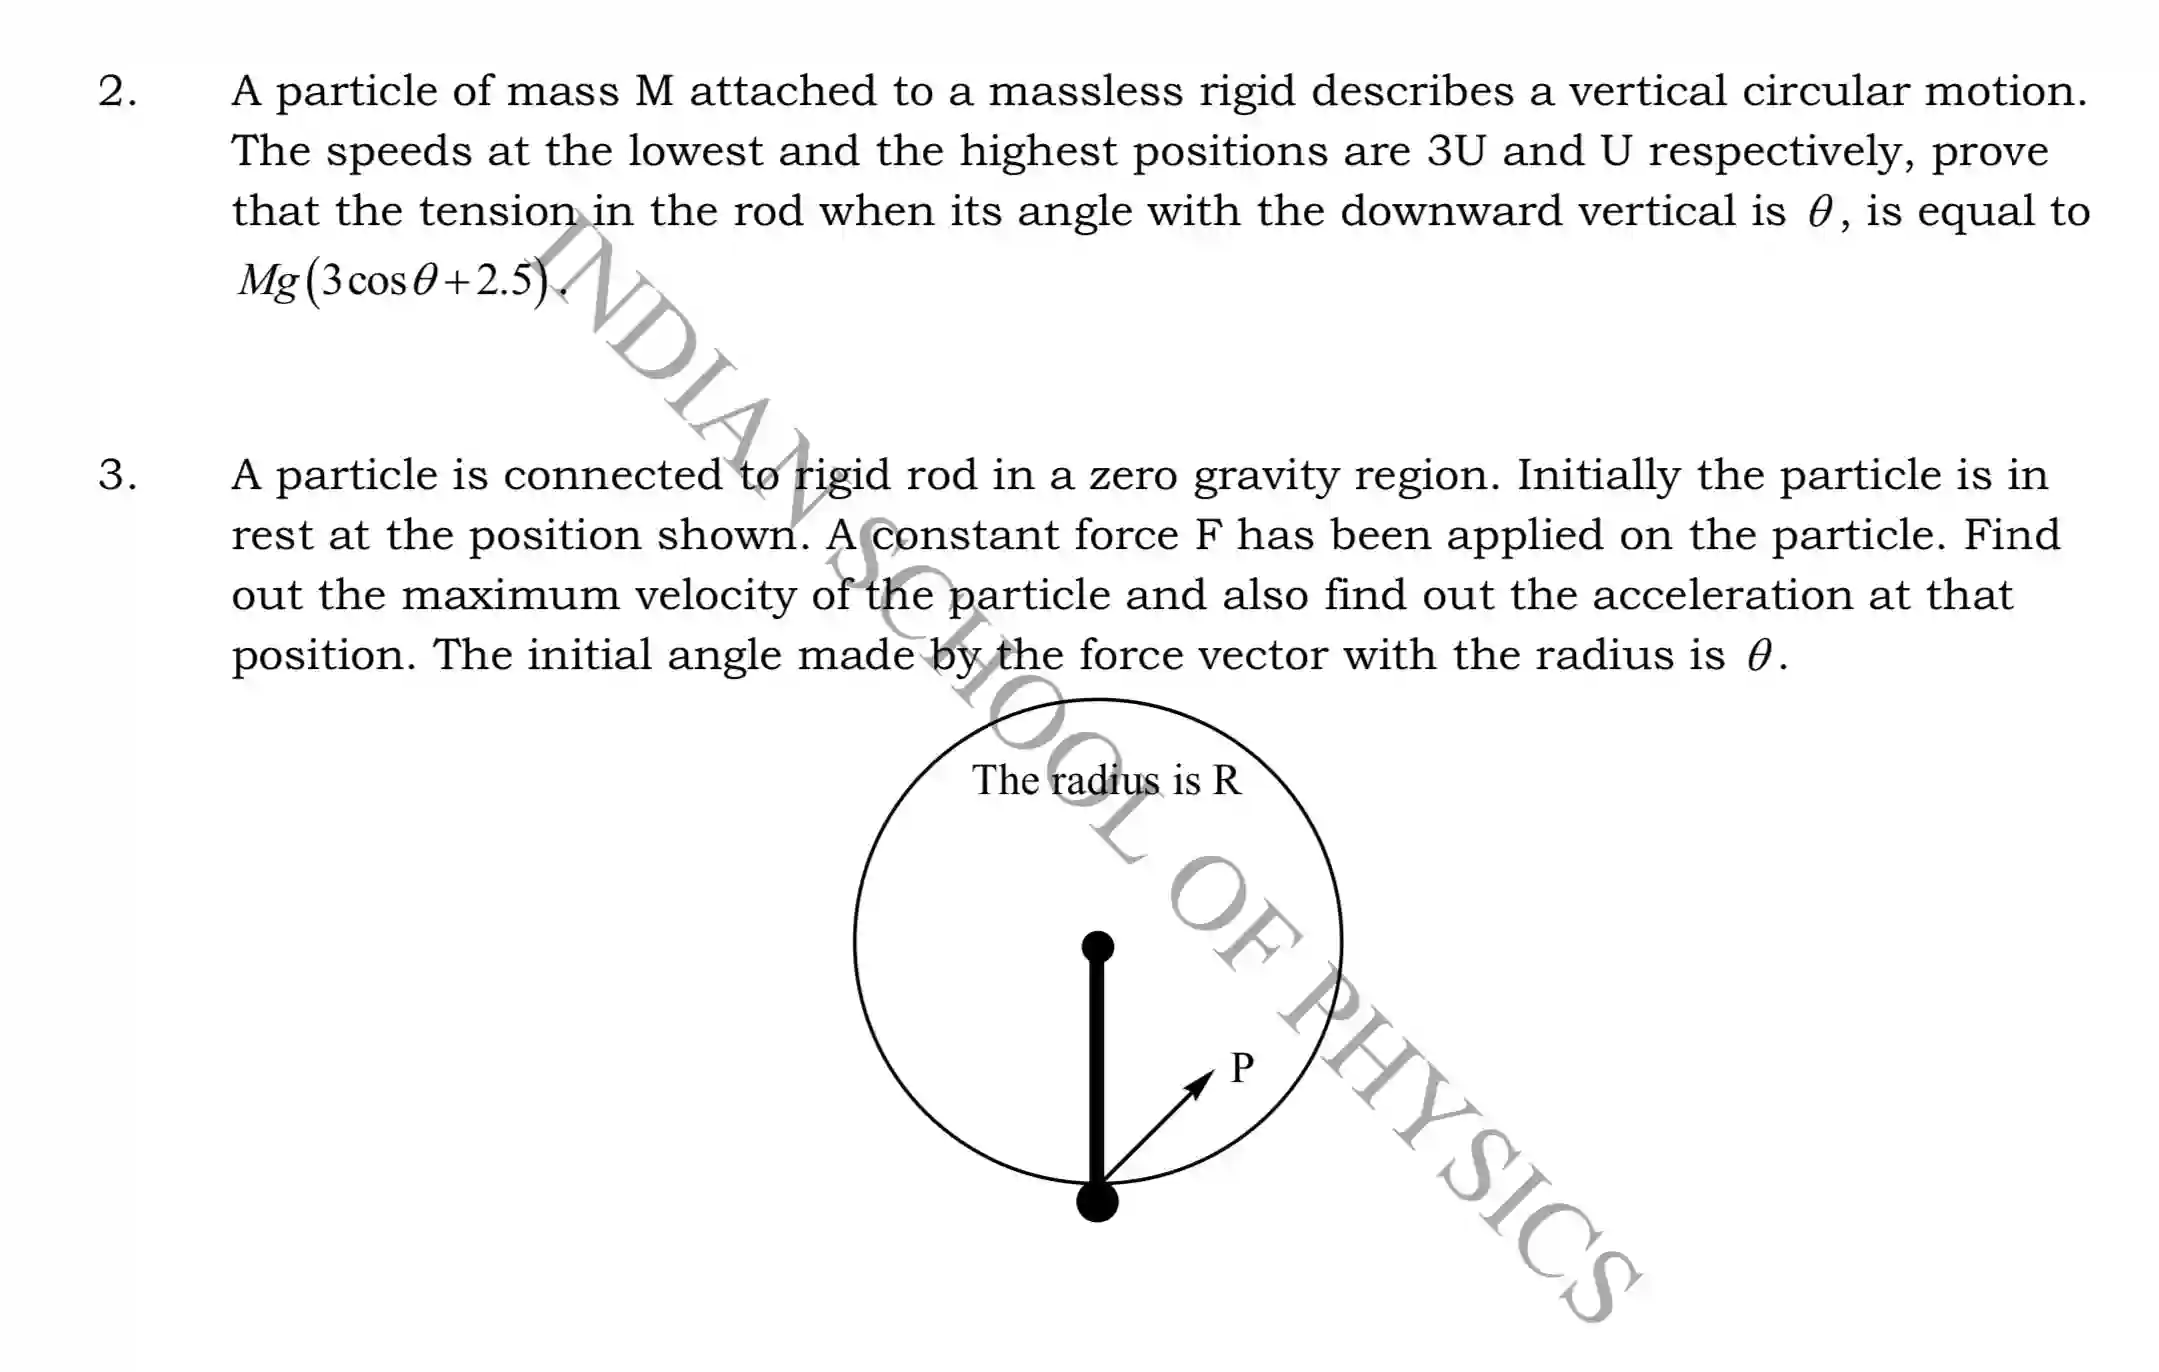 2. A particle of mass M attached to a massless rigid describes a vertical circular motion.
The speeds at the lowest and the highest positions are 3U and U respectively, prove
that the tension in the rod when its angle with the downward vertical is θ, is equal to
Mg(3cosθ+2.5).
3. A particle is connected to rigid rod in a zero gravity region. Initially the particle is in
rest at the position shown. A constant force F has been applied on the particle. Find
out the maximum velocity of the particle and also find out the acceleration at that
position. The initial angle made by the force vector with the radius is θ.
The radius is R
P
INDIAN SCHOOL OF PHYSICS